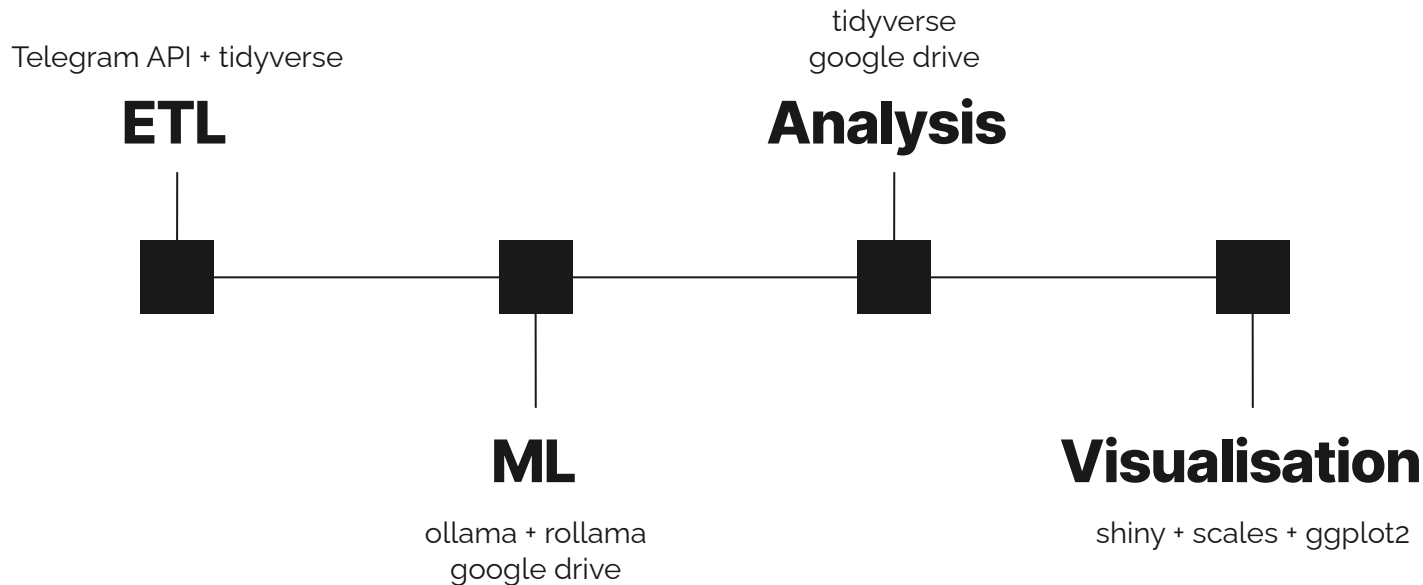 Telegram API + tidyverse
ETL
ML
ollama + rollama
google drive
tidyverse
google drive
Analysis
Visualisation
shiny + scales + ggplot2